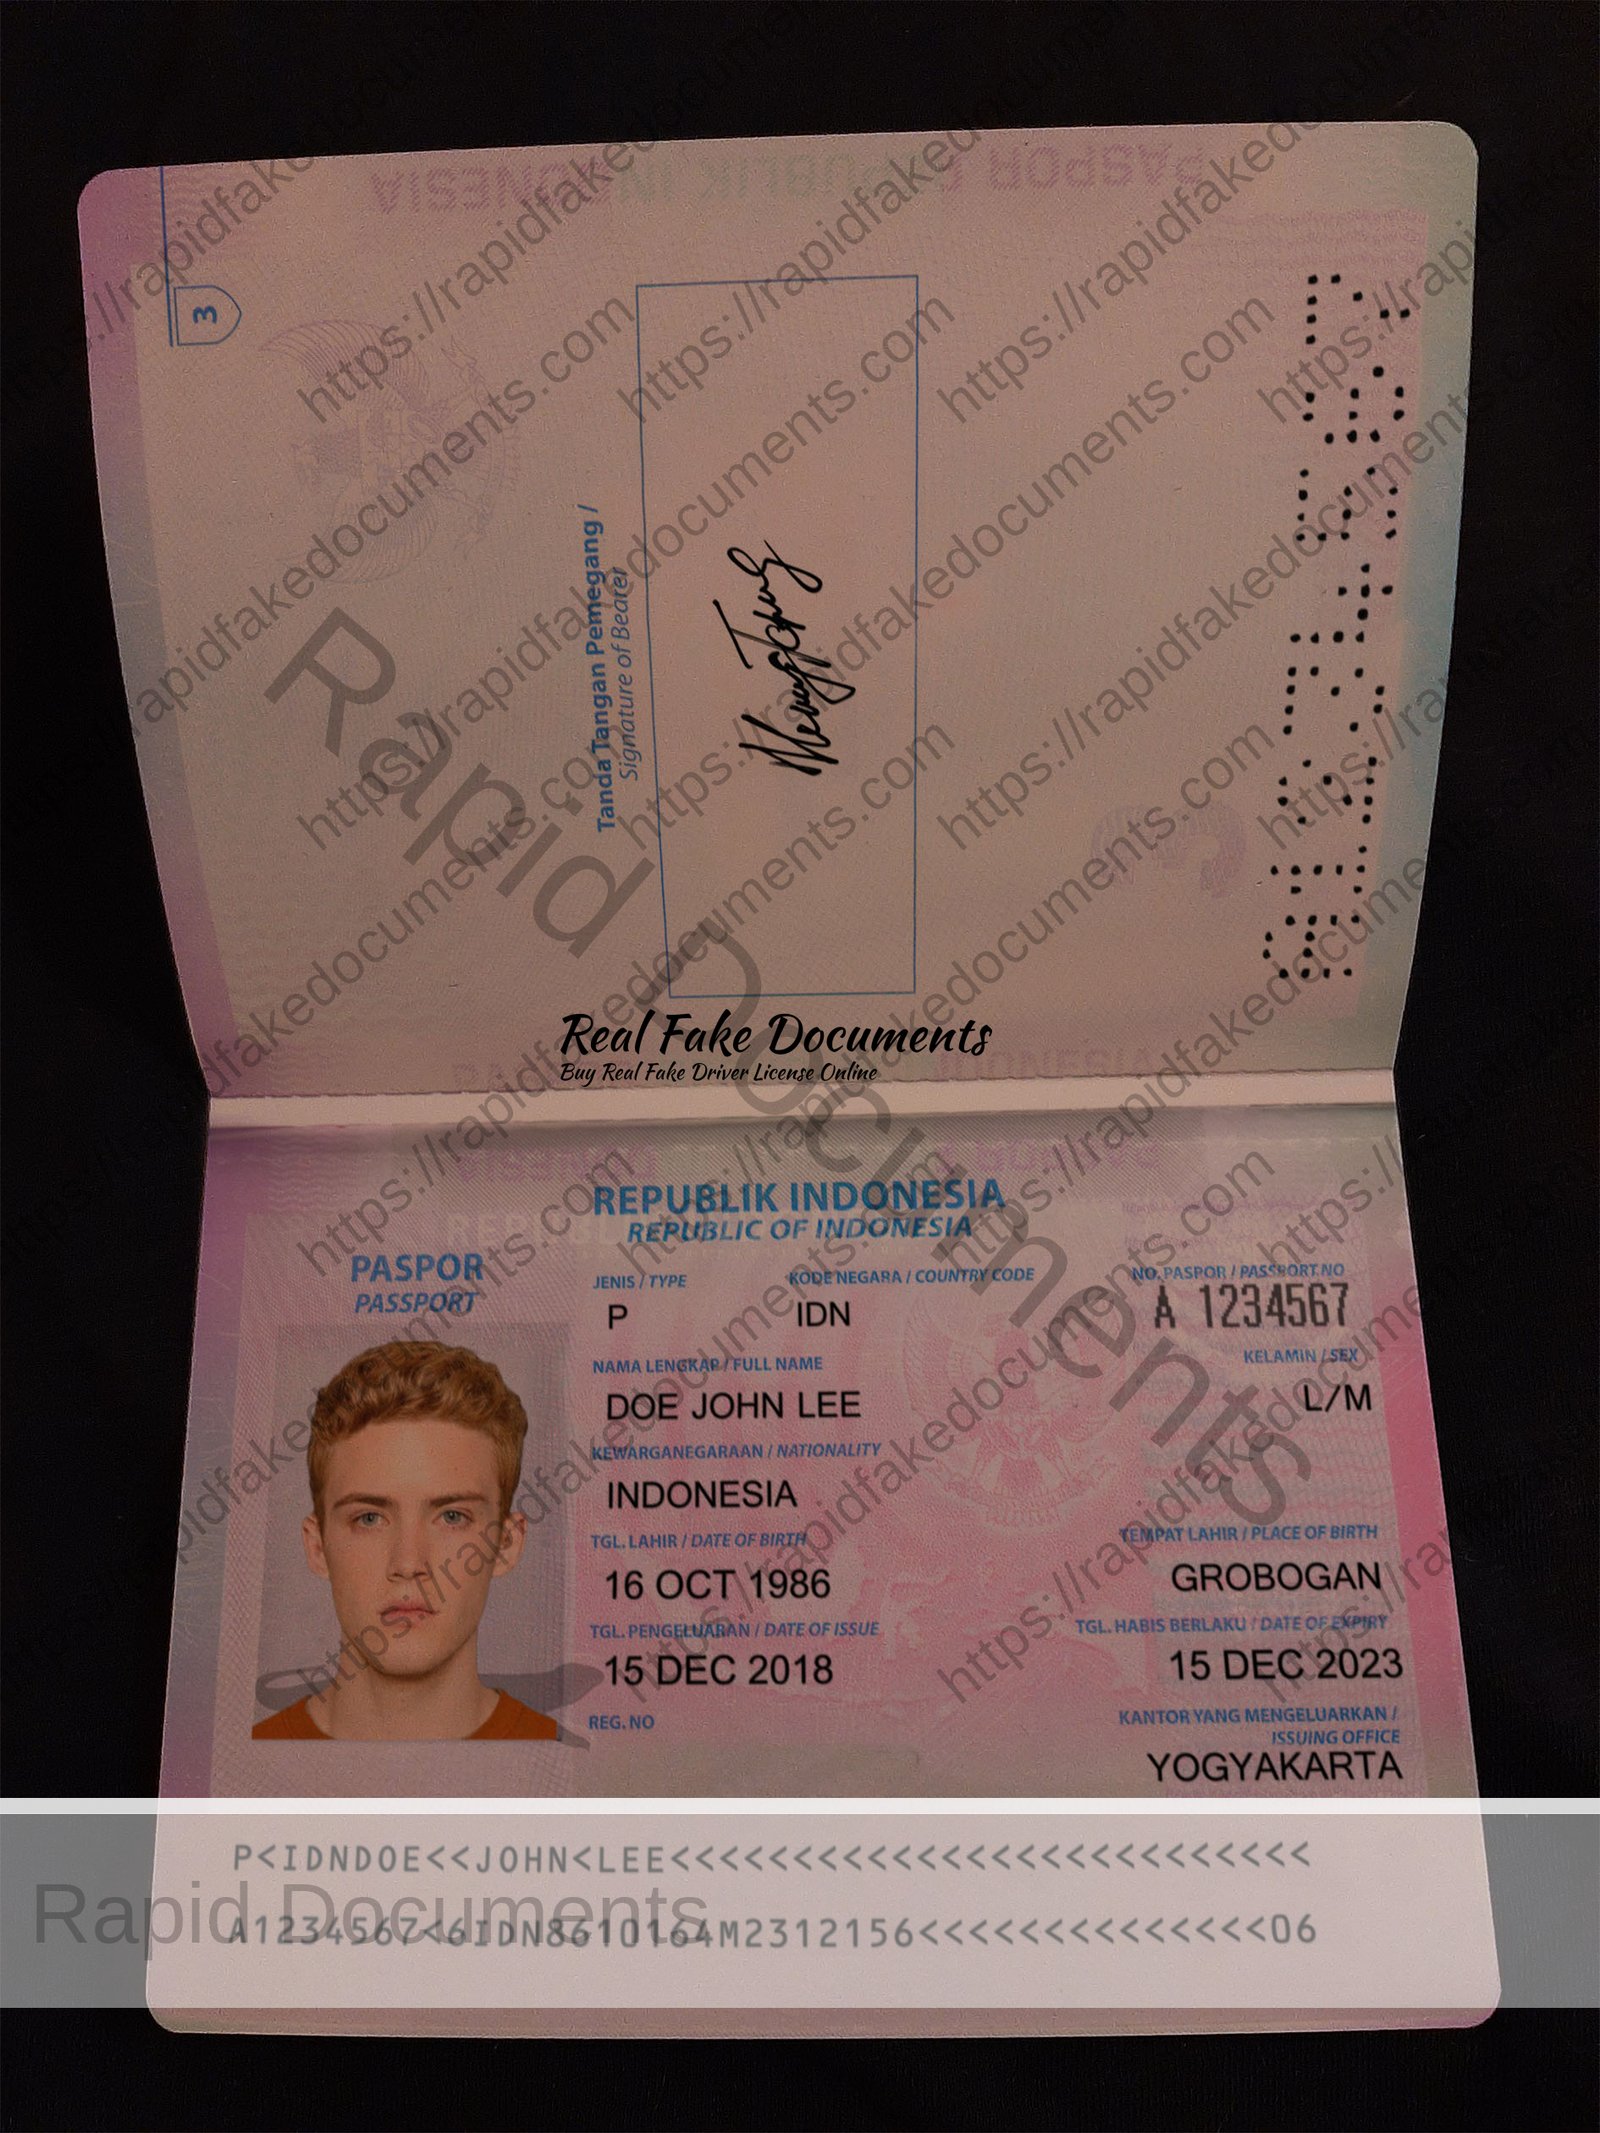 3
Tanda Tangan Pemegang /
Signature of Bearer
Real Fake Documents
Buy Real Fake Driver License Online
REPUBLIK INDONESIA
REPUBLIC OF INDONESIA
PASPOR
PASSPORT
JENIS / TYPE
KODE NEGARA / COUNTRY CODE
NO. PASPOR / PASSPORT NO
P
IDN
A 1234567
NAMA LENGKAP / FULL NAME
KELAMIN / SEX
DOE JOHN LEE
L/M
KEWARGANEGARAAN / NATIONALITY
INDONESIA
TGL. LAHIR / DATE OF BIRTH
TEMPAT LAHIR / PLACE OF BIRTH
16 OCT 1986
GROBOGAN
TGL. PENGELUARAN / DATE OF ISSUE
TGL. HABIS BERLAKU / DATE OF EXPIRY
15 DEC 2018
15 DEC 2023
REG. NO
KANTOR YANG MENGELUARKAN /
ISSUING OFFICE
YOGYAKARTA
P<IDNDOE<<JOHN<LEE<<<<<<<<<<<<<<<<<<<<<<<<<<
A1234567<6IDN8610164M2312156<<<<<<<<<<<<<<06
Rapid Documents
Rapid Documents
https://rapidfakedocuments.com